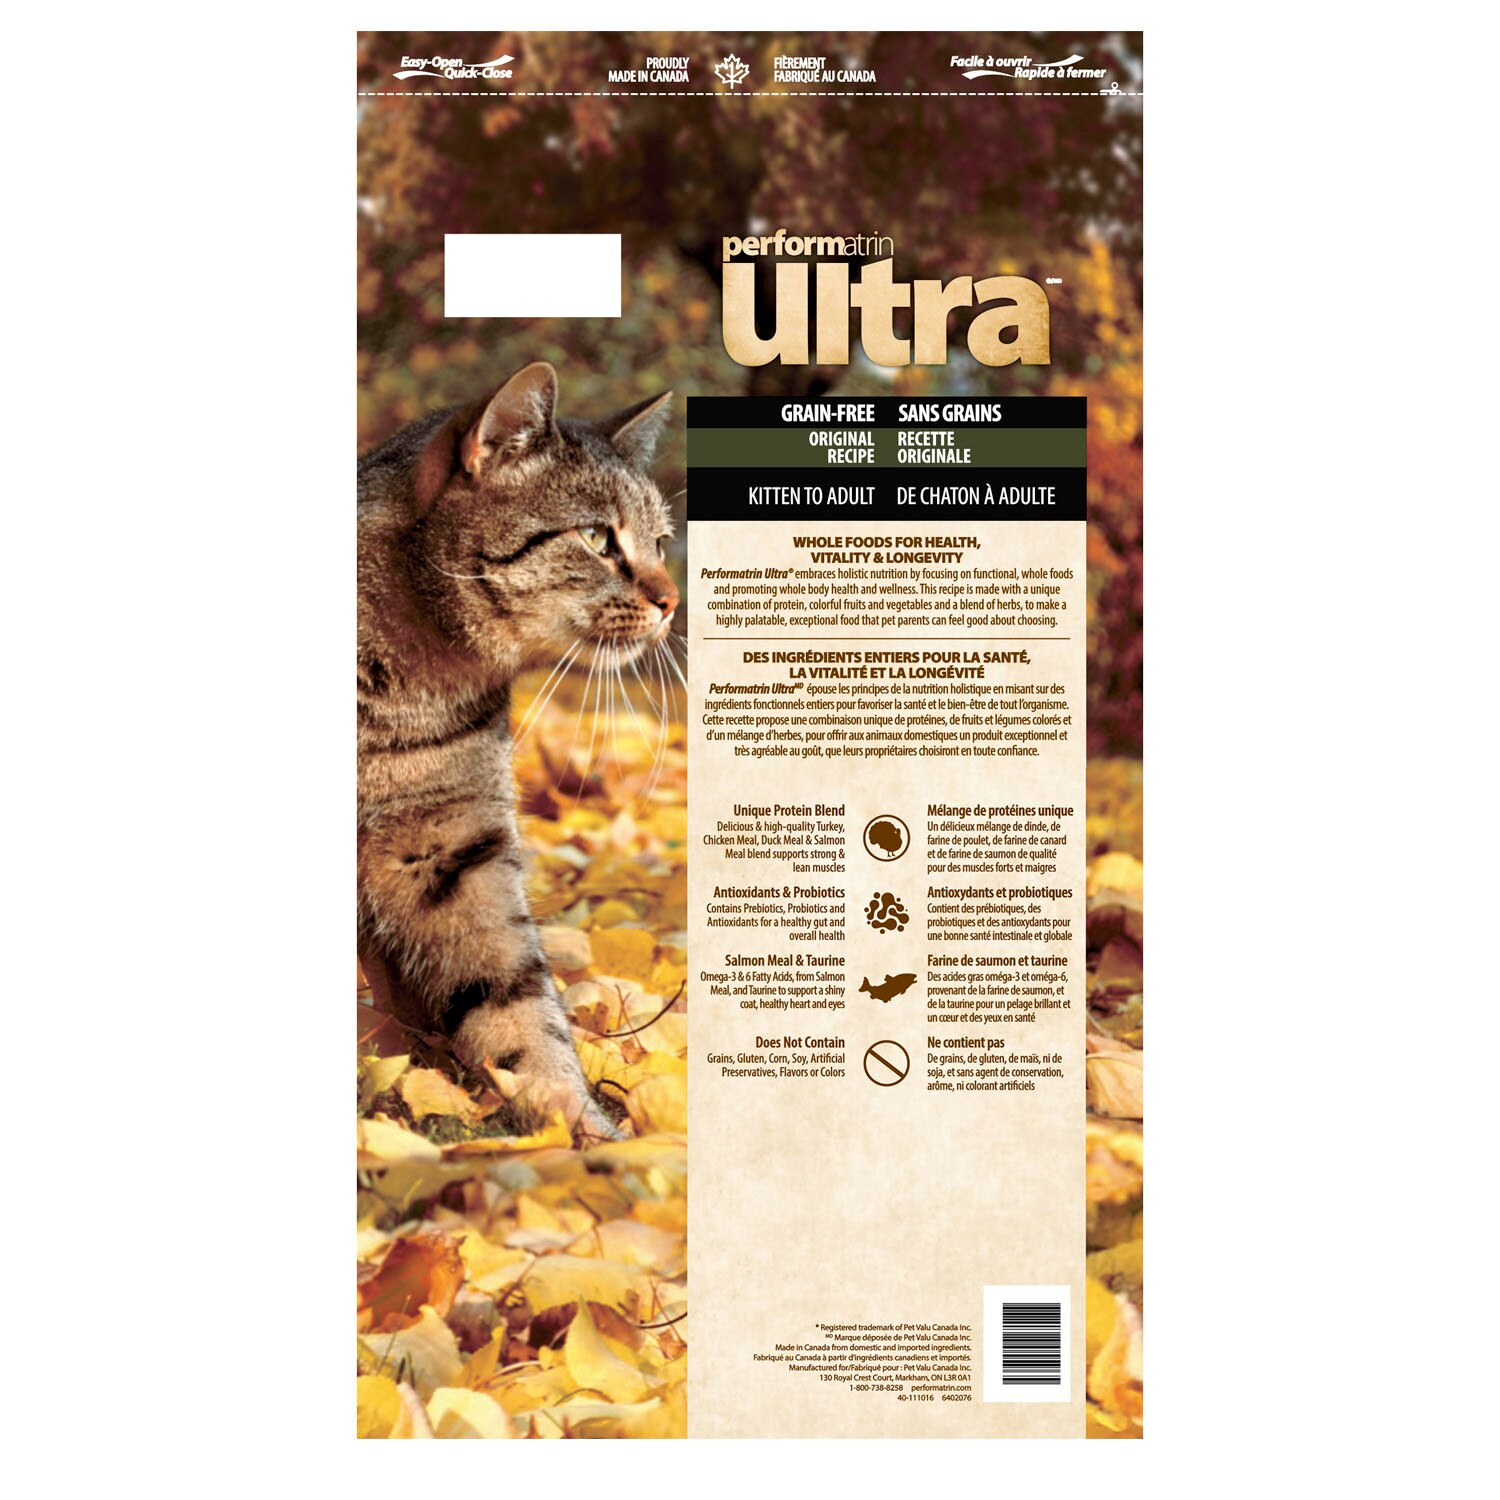 Easy-Open
Quick-Close
PROUDLY
MADE IN CANADA
FIÈREMENT
FABRIQUÉ AU CANADA
Facile à ouvrir
Rapide à fermer
performatrin
ultra
GRAIN-FREE
SANS GRAINS
ORIGINAL
RECIPE
RECETTE
ORIGINALE
KITTEN TO ADULT
DE CHATON À ADULTE
WHOLE FOODS FOR HEALTH,
VITALITY & LONGEVITY
Performatrin Ultra® embraces holistic nutrition by focusing on functional, whole foods
and promoting whole body health and wellness. This recipe is made with a unique
combination of protein, colorful fruits and vegetables and a blend of herbs, to make a
highly palatable, exceptional food that pet parents can feel good about choosing.
DES INGRÉDIENTS ENTIERS POUR LA SANTÉ,
LA VITALITÉ ET LA LONGÉVITÉ
Performatrin Ultra MD épouse les principes de la nutrition holistique en misant sur des
ingrédients fonctionnels entiers pour favoriser la santé et le bien-être de tout l'organisme.
Cette recette propose une combinaison unique de protéines, de fruits et légumes colorés et
d'un mélange d'herbes, pour offrir aux animaux domestiques un produit exceptionnel et
très agréable au goût, que leurs propriétaires choisiront en toute confiance.
Unique Protein Blend
Delicious & high-quality Turkey,
Chicken Meal, Duck Meal & Salmon
Meal blend supports strong &
lean muscles
Mélange de protéines unique
Un délicieux mélange de dinde, de
farine de poulet, de farine de canard
et de farine de saumon de qualité
pour des muscles forts et maigres
Antioxidants & Probiotics
Contains Prebiotics, Probiotics and
Antioxidants for a healthy gut and
overall health
Antioxydants et probiotiques
Contient des prébiotiques, des
probiotiques et des antioxydants pour
une bonne santé intestinale et globale
Salmon Meal & Taurine
Omega-3 & 6 Fatty Acids, from Salmon
Meal, and Taurine to support a shiny
coat, healthy heart and eyes
Farine de saumon et taurine
Des acides gras oméga-3 et oméga-6,
provenant de la farine de saumon, et
de la taurine pour un pelage brillant et
un cœur et des yeux en santé
Does Not Contain
Grains, Gluten, Corn, Soy, Artificial
Preservatives, Flavors or Colors
Ne contient pas
De grains, de gluten, de maïs, ni de
soja, et sans agent de conservation,
arôme, ni colorant artificiels
® Registered trademark of Pet Valu Canada Inc.
MD Marque déposée de Pet Valu Canada Inc.
Made in Canada from domestic and imported ingredients.
Fabriqué au Canada à partir d'ingrédients canadiens et importés.
Manufactured for/Fabriqué pour : Pet Valu Canada Inc.
130 Royal Crest Court, Markham, ON L3R 0A1
1-800-738-8258 performatrin.com
40-111016 6402076